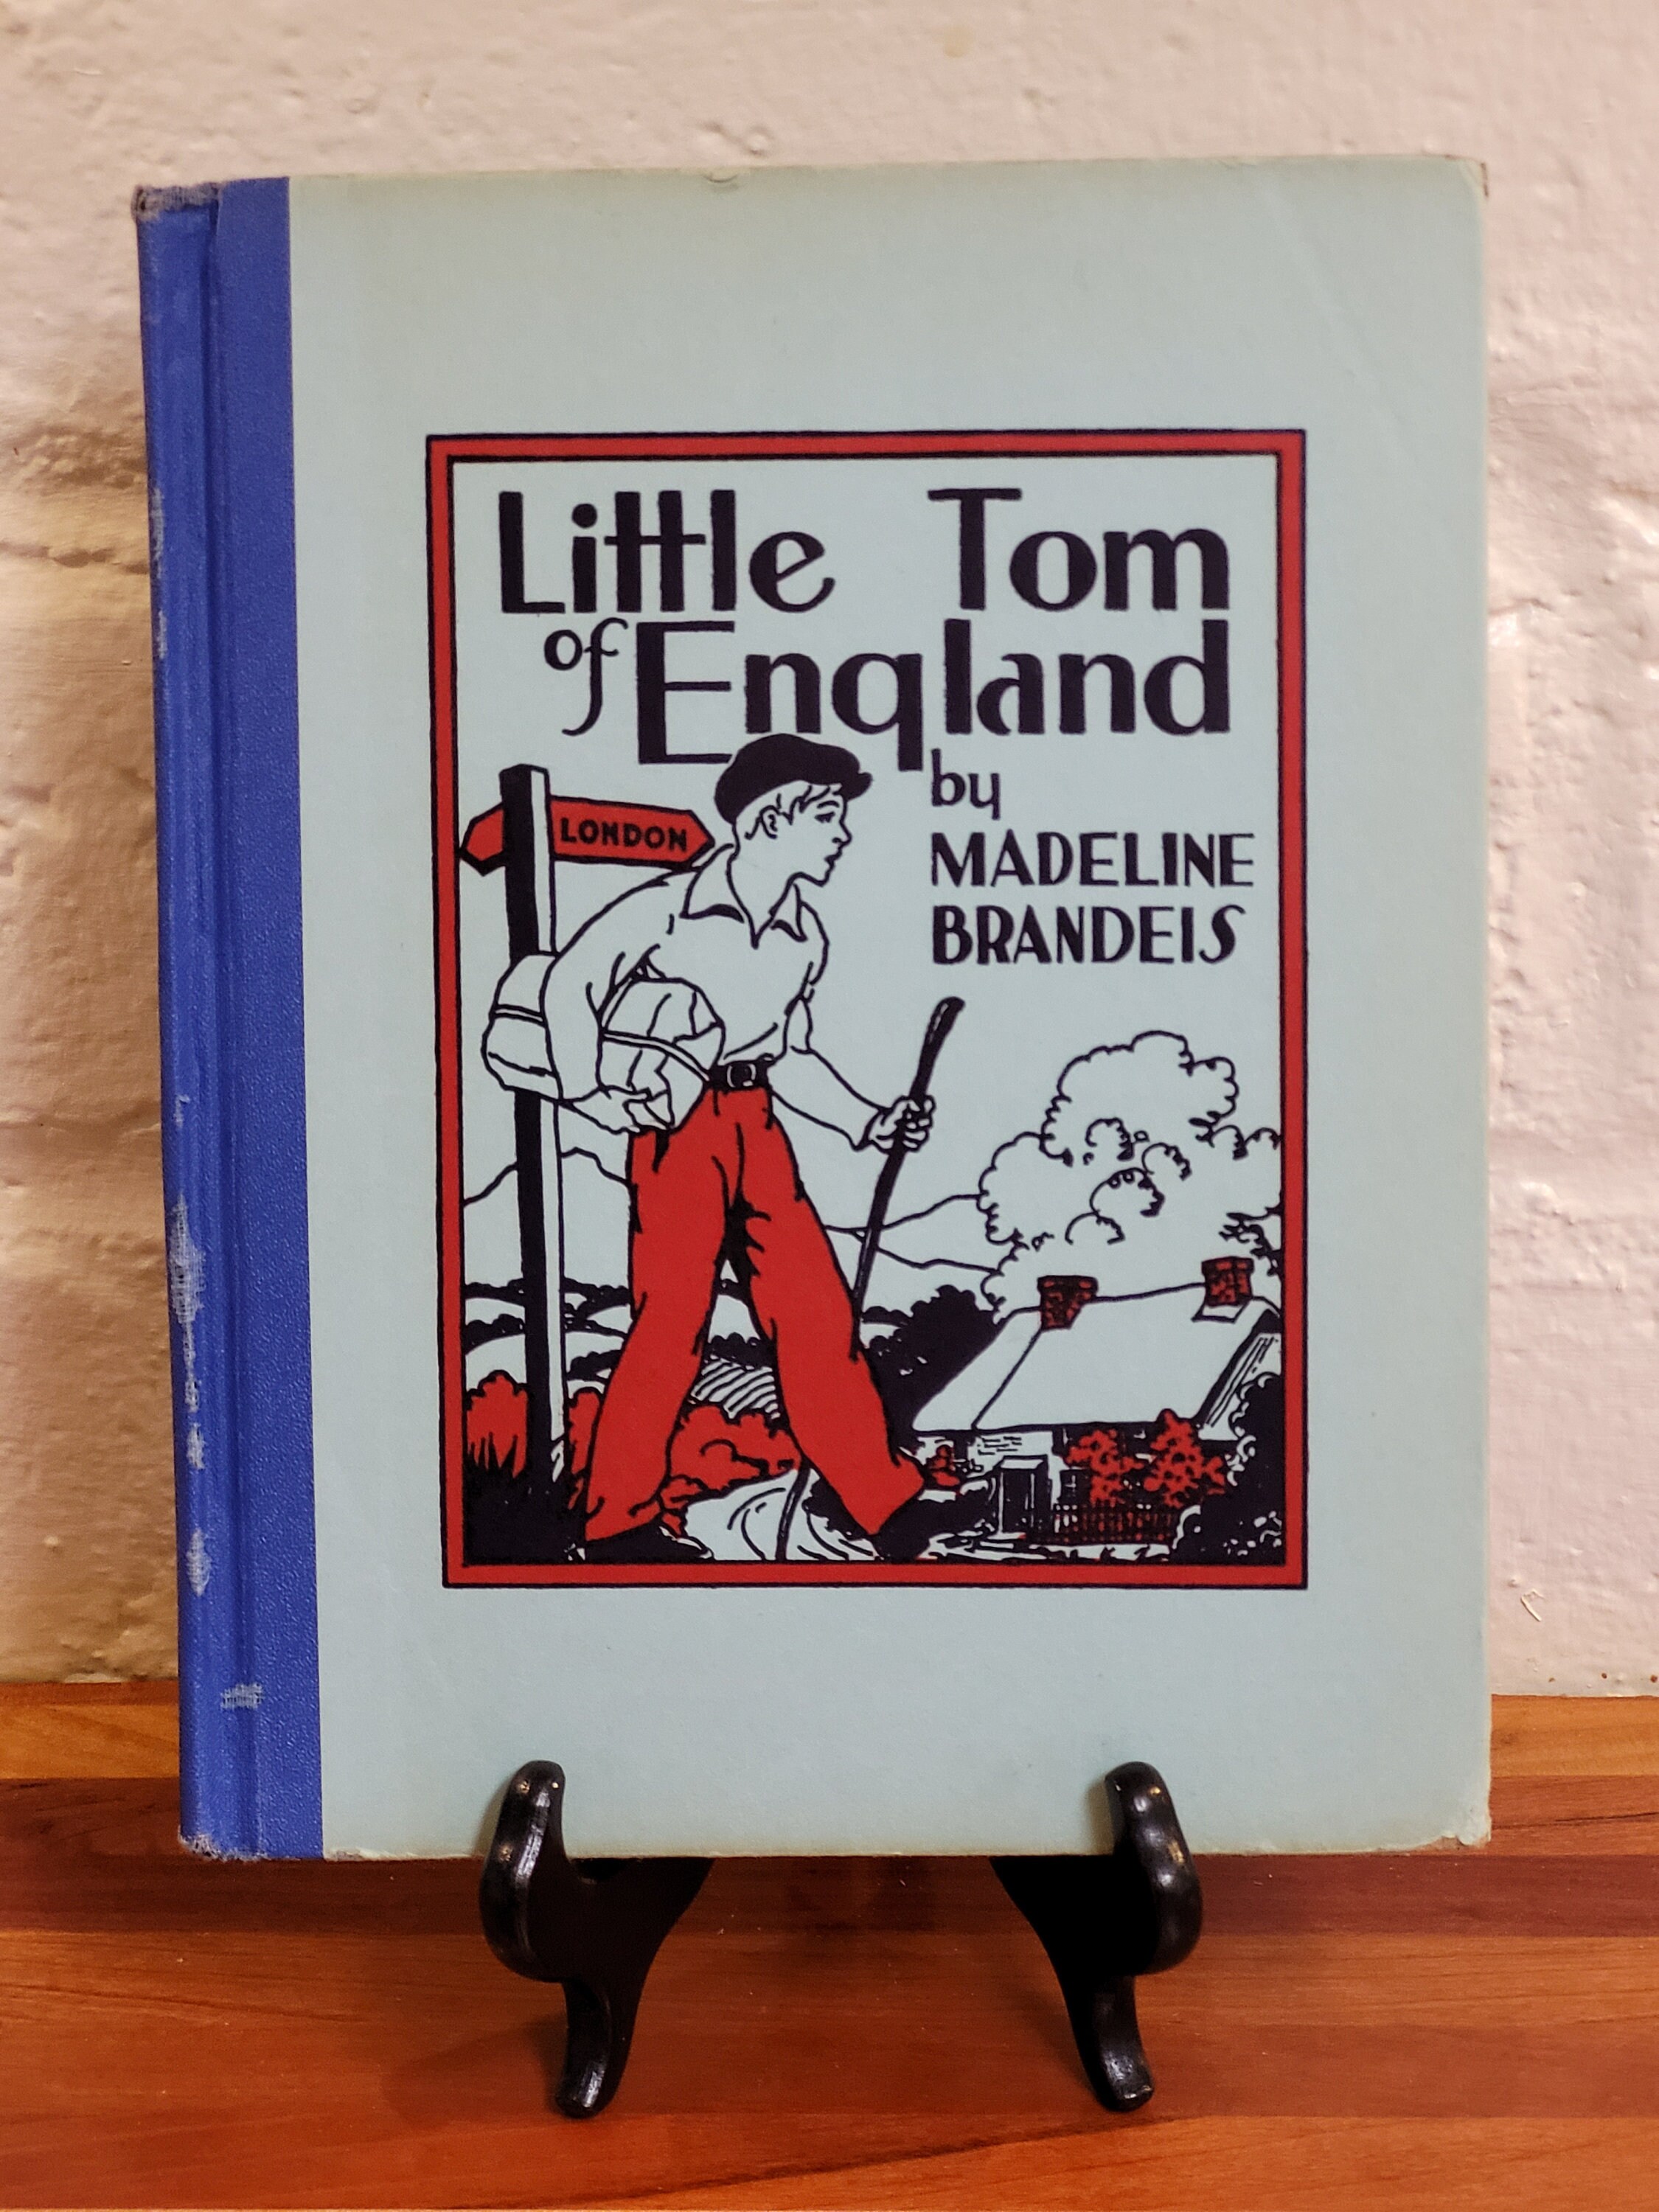 Little Tom
of England
by
MADELINE
BRANDEIS
LONDON